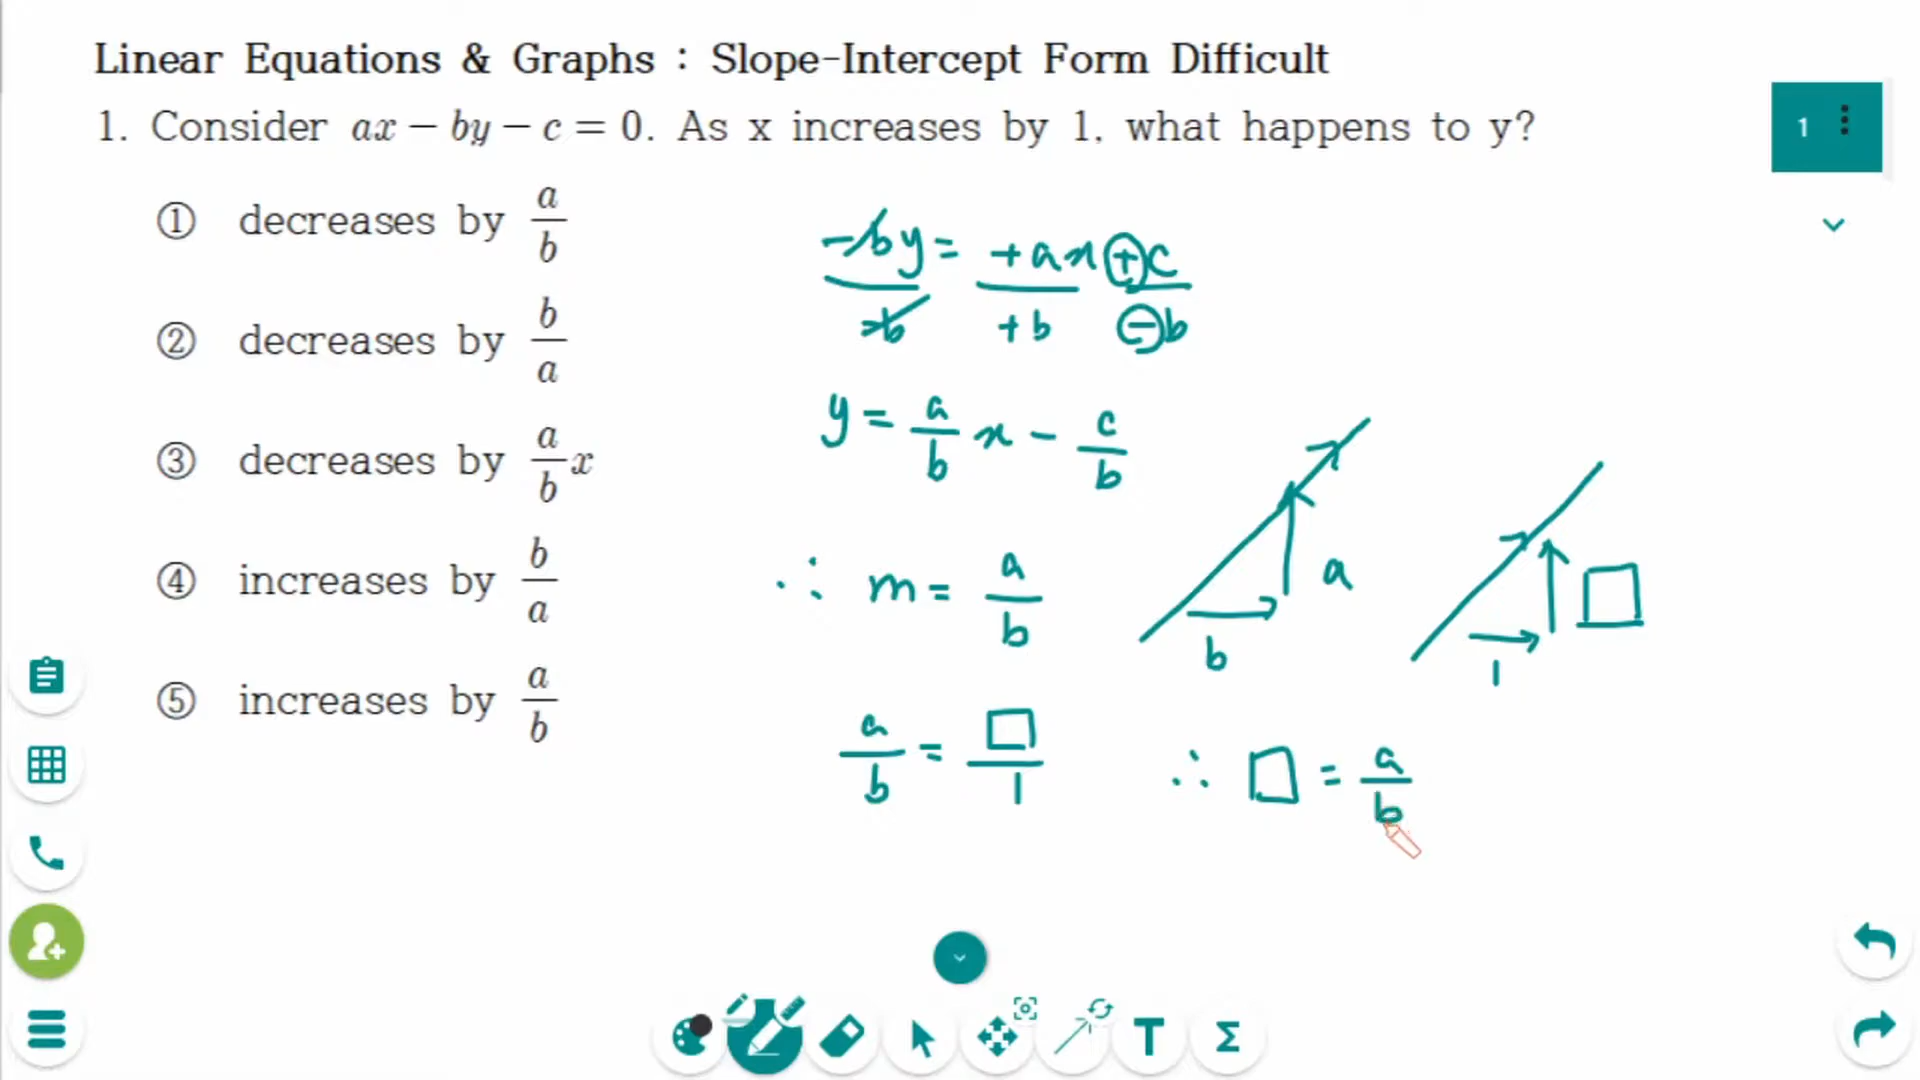 Linear Equations & Graphs : Slope-Intercept Form Difficult
1. Consider ax − by − c = 0. As x increases by 1, what happens to y?
① decreases by a/b
② decreases by b/a
③ decreases by a/b x
④ increases by b/a
⑤ increases by a/b
−by/−b = +ax/+b + c/−b
y = a/b x − c/b
∴ m = a/b
b
a
1
□
a/b = □/1
∴ □ = a/b
1
T
Σ